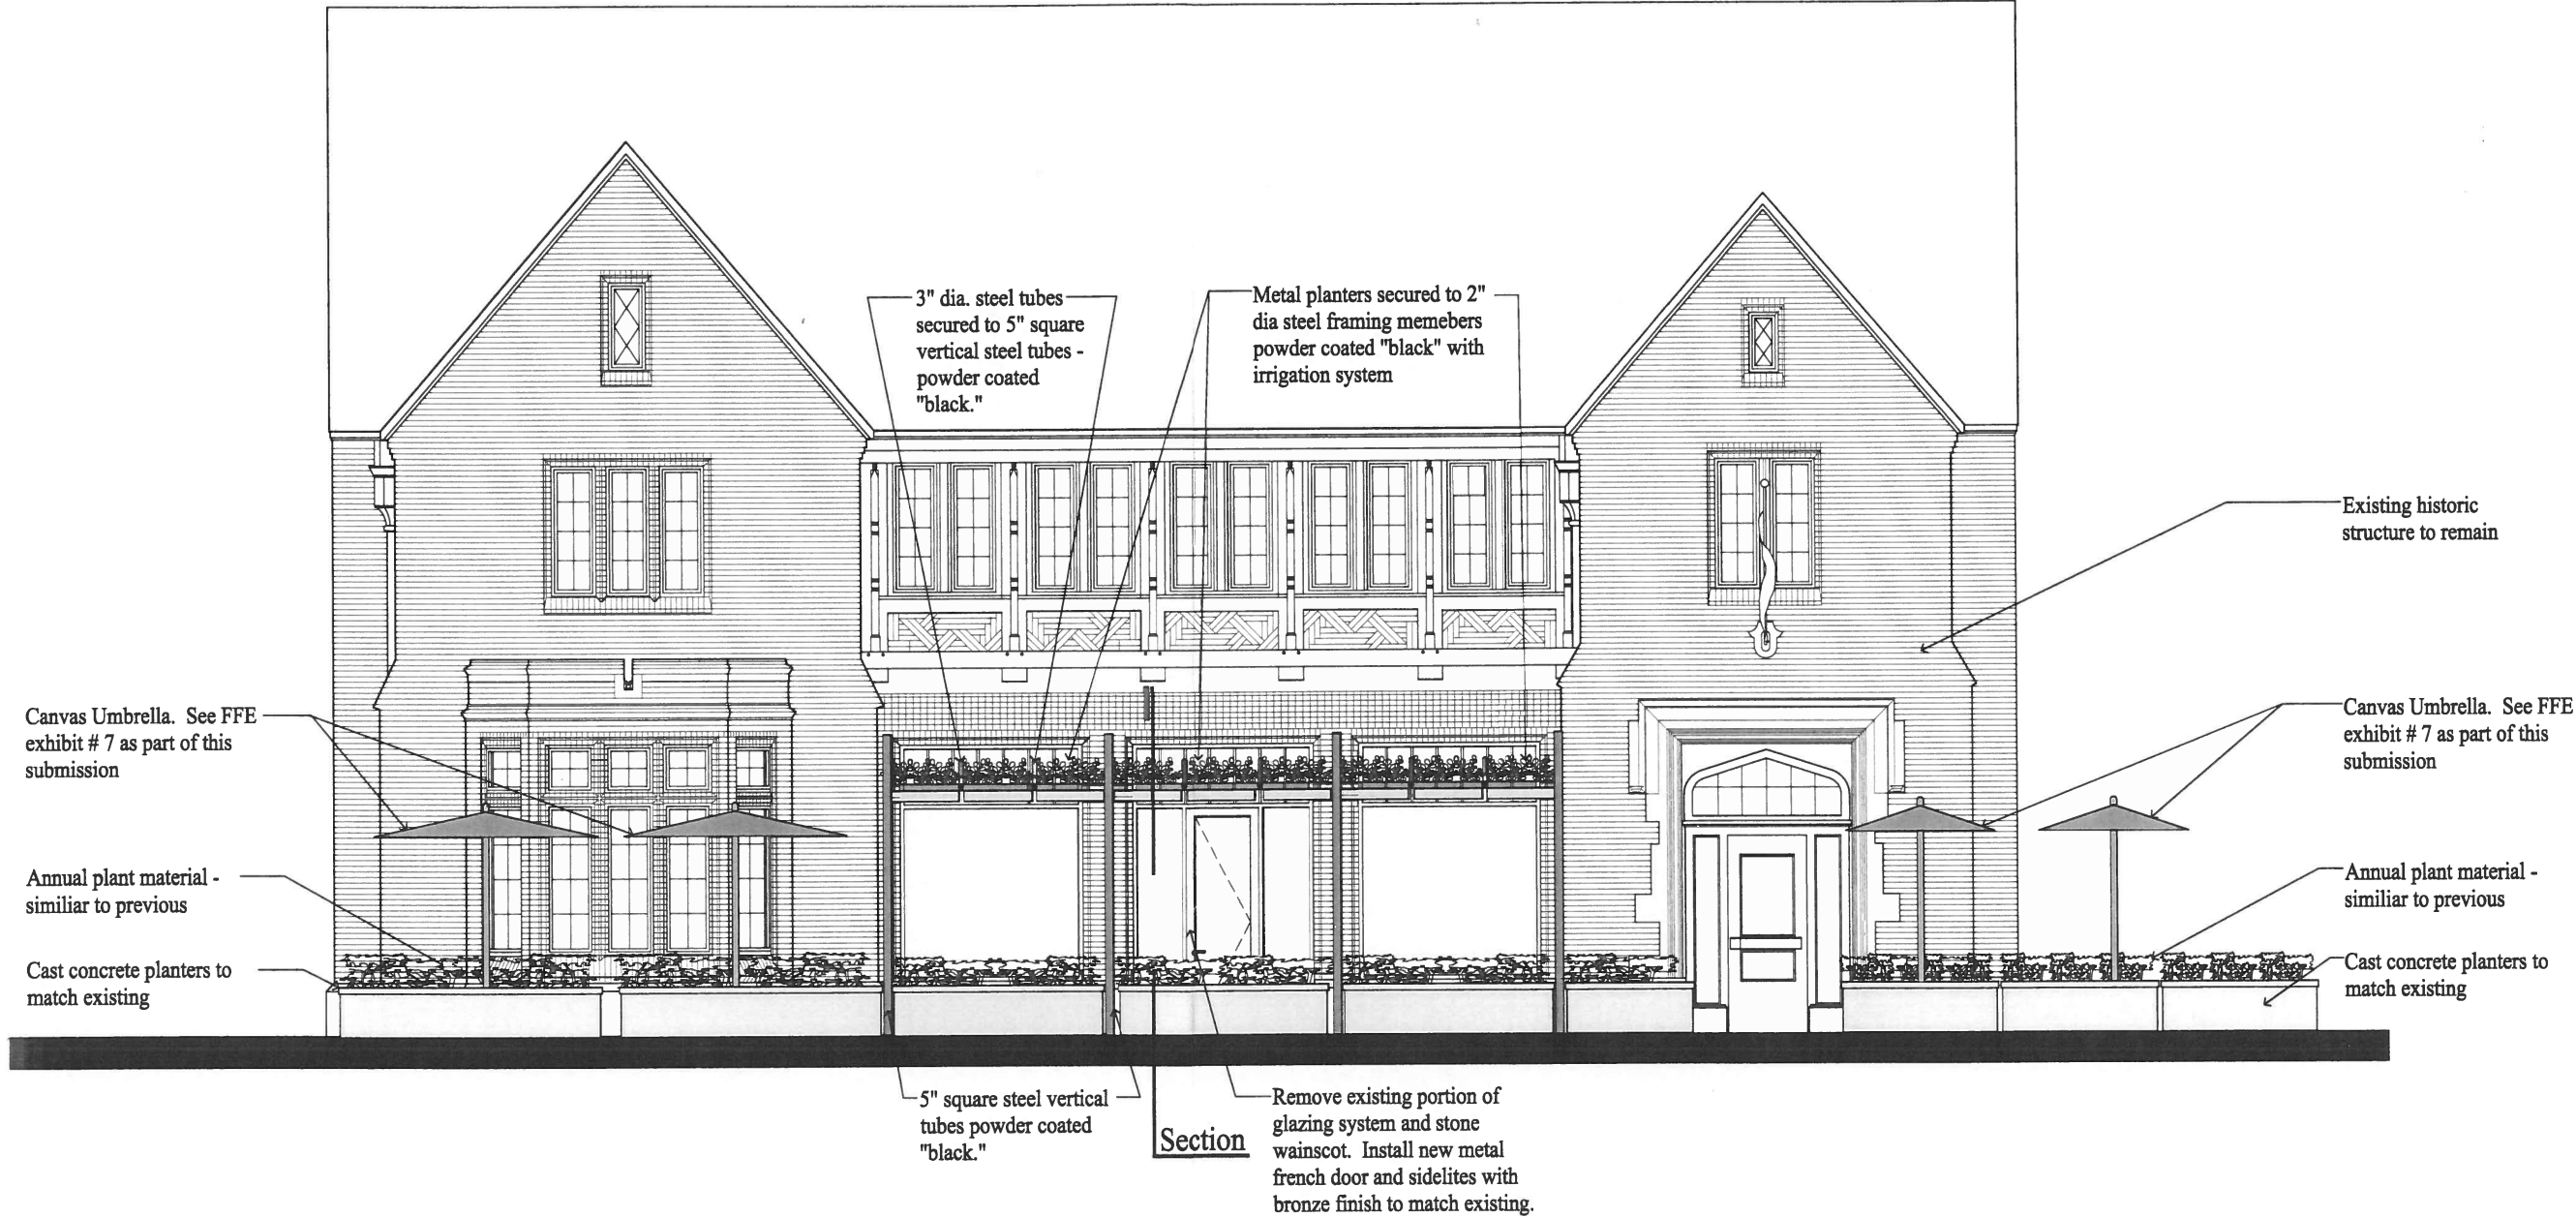 3" dia. steel tubes
secured to 5" square
vertical steel tubes -
powder coated
"black."
Metal planters secured to 2"
dia steel framing memebers
powder coated "black" with
irrigation system
Existing historic
structure to remain
Canvas Umbrella.  See FFE
exhibit # 7 as part of this
submission
Annual plant material -
similiar to previous
Cast concrete planters to
match existing
Canvas Umbrella.  See FFE
exhibit # 7 as part of this
submission
Annual plant material -
similiar to previous
Cast concrete planters to
match existing
5" square steel vertical
tubes powder coated
"black."
Section
Remove existing portion of
glazing system and stone
wainscot.  Install new metal
french door and sidelites with
bronze finish to match existing.